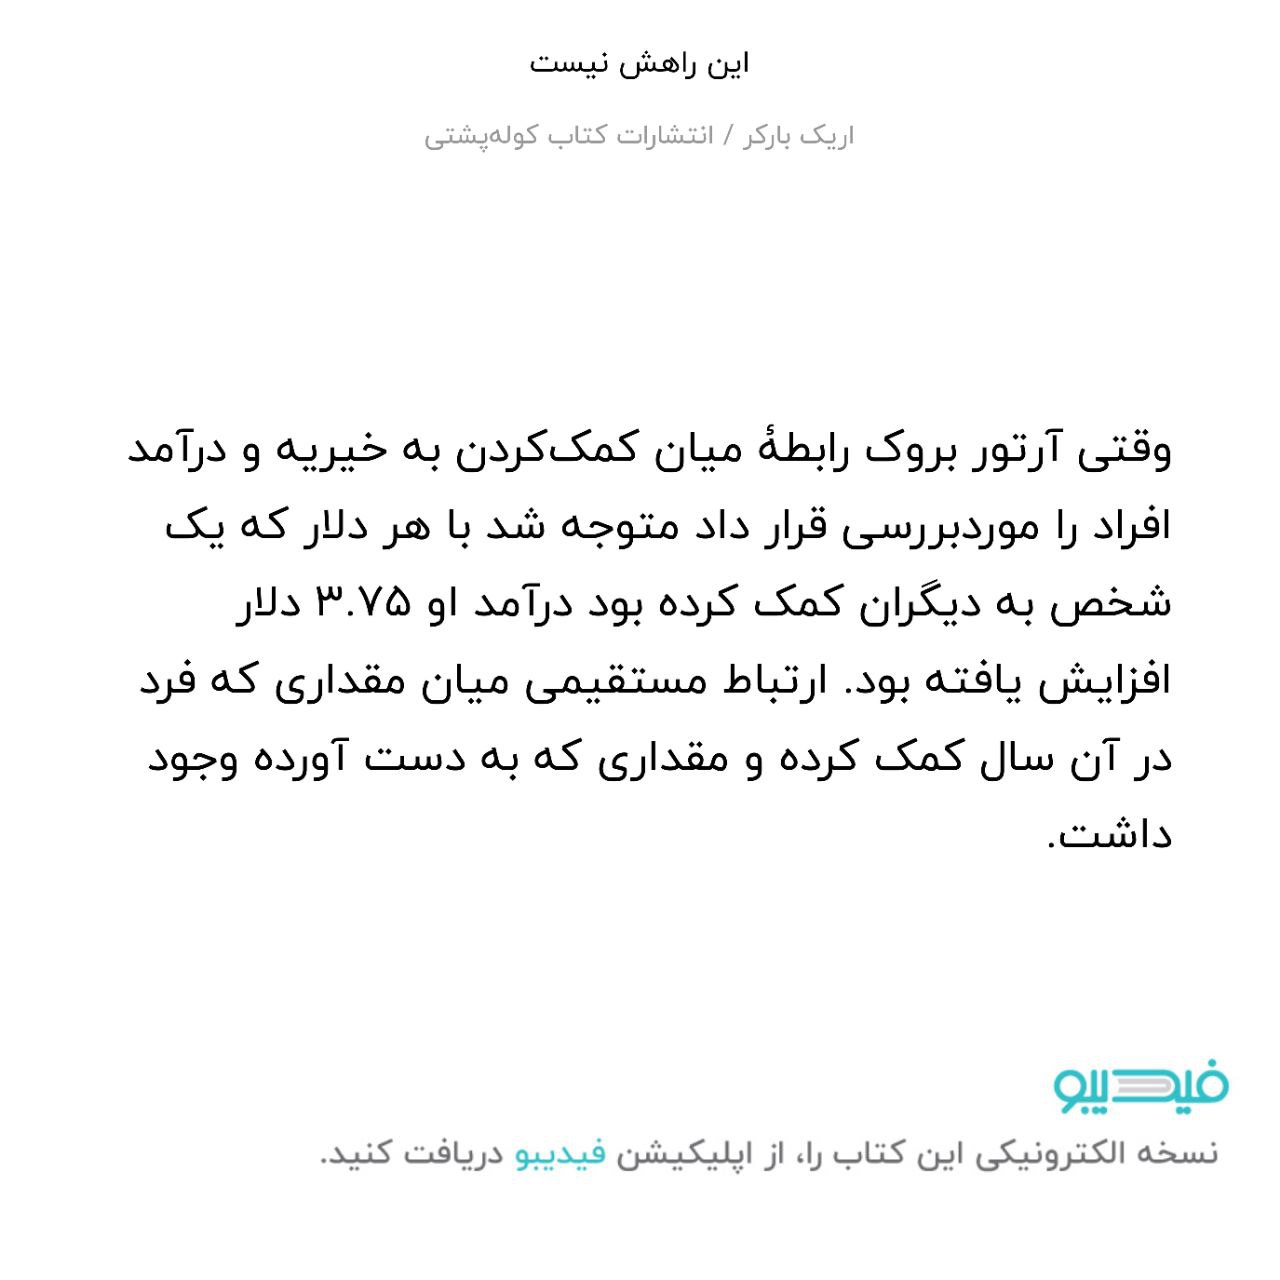 این راهش نیست
اریک بارکر / انتشارات کتاب کوله‌پشتی
وقتی آرتور بروک رابطهٔ میان کمک‌کردن به خیریه و درآمد
افراد را موردبررسی قرار داد متوجه شد با هر دلار که یک
شخص به دیگران کمک کرده بود درآمد او ۳.۷۵ دلار
افزایش یافته بود. ارتباط مستقیمی میان مقداری که فرد
در آن سال کمک کرده و مقداری که به دست آورده وجود
داشت.
فیدیبو
نسخه الکترونیکی این کتاب را، از اپلیکیشن فیدیبو دریافت کنید.